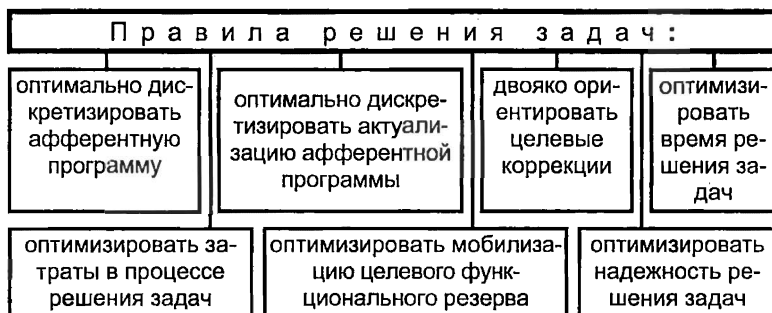 Правила решения задач:
оптимально дис-
кретизировать
афферентную
программу
оптимально дискре-
тизировать актуали-
зацию афферентной
программы
двояко ори-
ентировать
целевые
коррекции
оптимизи-
ровать
время ре-
шения за-
дач
оптимизировать за-
траты в процессе
решения задач
оптимизировать мобилиза-
цию целевого функ-
ционального резерва
оптимизировать
надежность ре-
шения задач